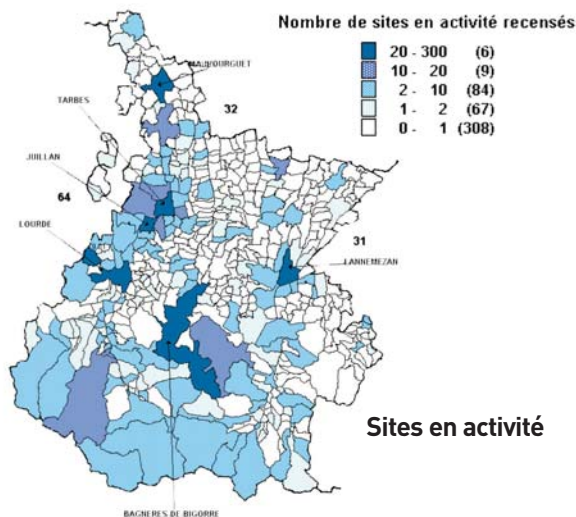 Nombre de sites en activité recensés
20 - 300 (6)
10 - 20 (9)
2 - 10 (84)
1 - 2 (67)
0 - 1 (308)
TARBES
32
JUILLAN
64
LOURDE
31
LANNEMEZAN
Sites en activité
BAGNERES DE BIGORRE